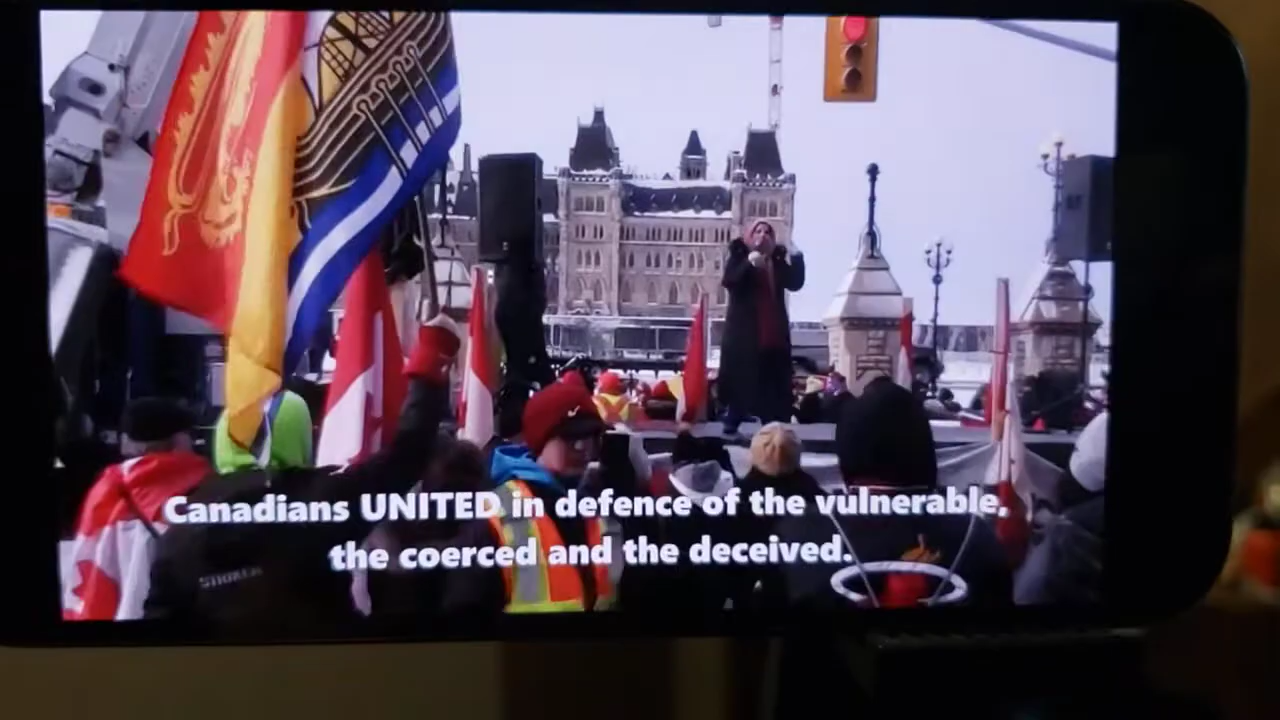 Canadians UNITED in defence of the vulnerable,
the coerced and the deceived.